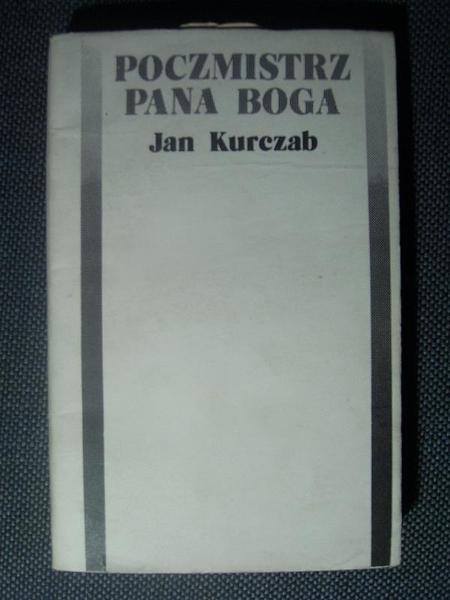 POCZMISTRZ
PANA BOGA
Jan Kurczab